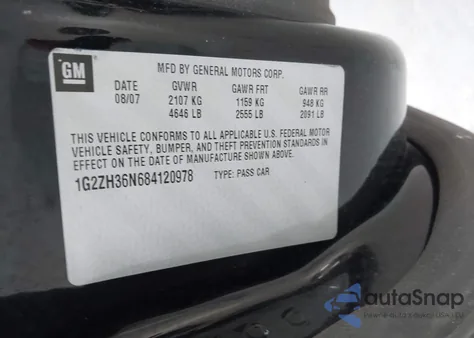 GM
MFD BY GENERAL MOTORS CORP.
DATE GVWR GAWR FRT GAWR RR
08/07 2107 KG 1159 KG 948 KG
4646 LB 2555 LB 2091 LB
THIS VEHICLE CONFORMS TO ALL APPLICABLE U.S. FEDERAL MOTOR
VEHICLE SAFETY, BUMPER, AND THEFT PREVENTION STANDARDS IN
EFFECT ON THE DATE OF MANUFACTURE SHOWN ABOVE.
1G2ZH36N684120978 TYPE: PASS CAR
autaSnap